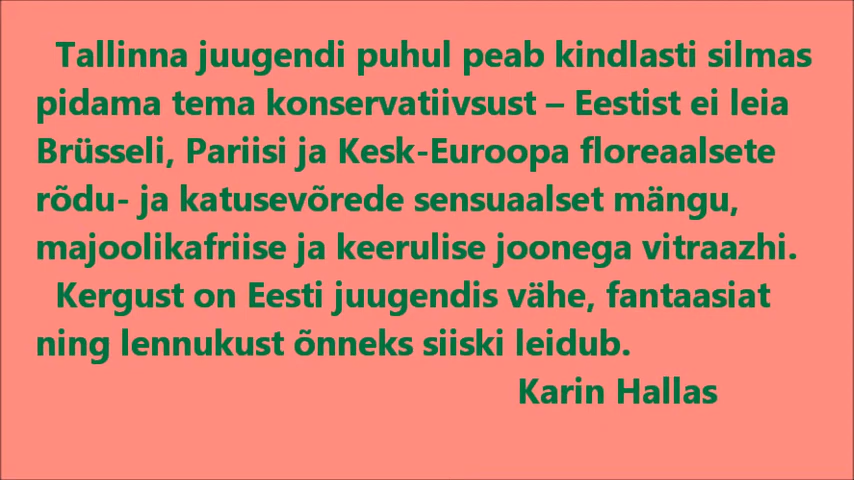 Tallinna juugendi puhul peab kindlasti silmas
pidama tema konservatiivsust – Eestist ei leia
Brüsseli, Pariisi ja Kesk-Euroopa floreaalsete
rõdu- ja katusevõrede sensuaalset mängu,
majoolikafriise ja keerulise joonega vitraazhi.
Kergust on Eesti juugendis vähe, fantaasiat
ning lennukust õnneks siiski leidub.
Karin Hallas